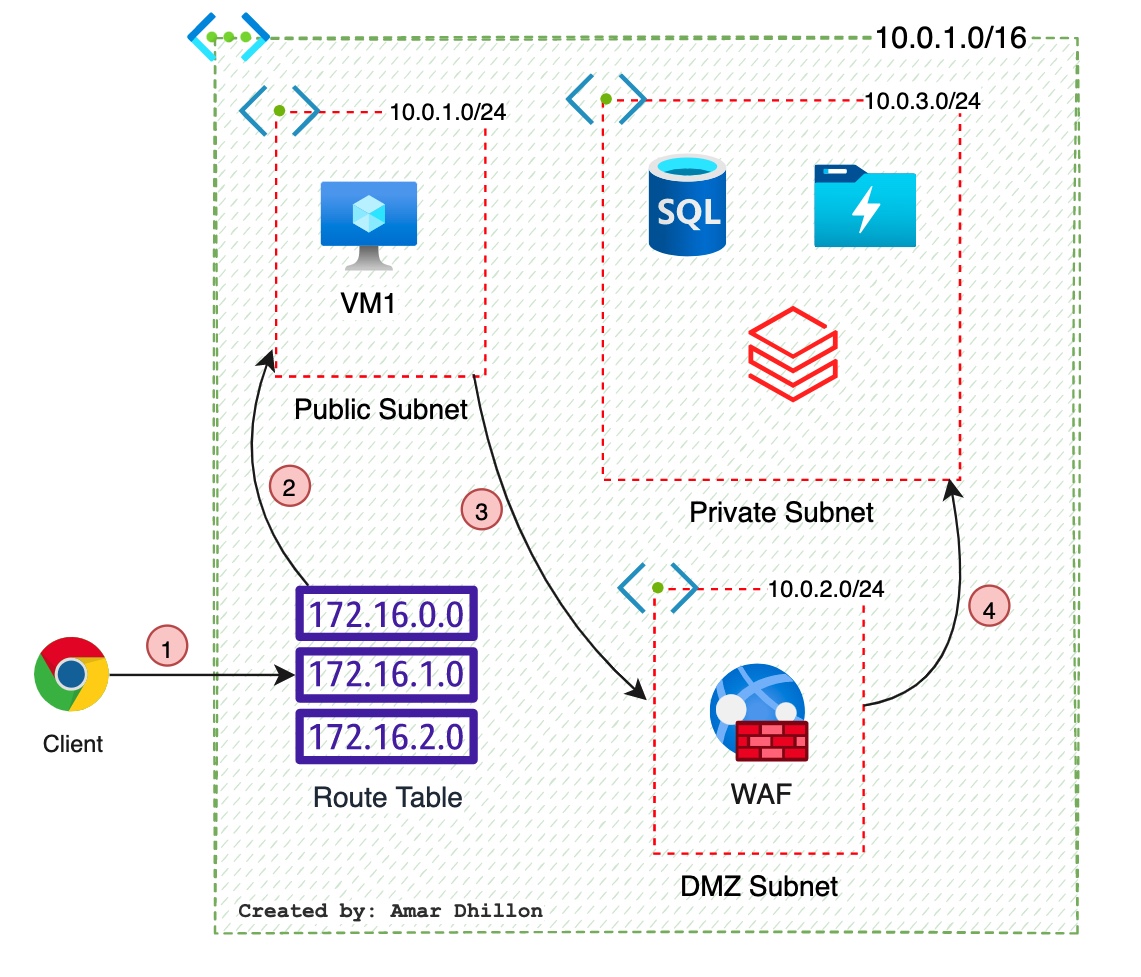 10.0.1.0/16
10.0.1.0/24
10.0.3.0/24
SQL
VM1
Public Subnet
Private Subnet
2
3
10.0.2.0/24
4
172.16.0.0
172.16.1.0
172.16.2.0
1
Client
Route Table
WAF
DMZ Subnet
Created by: Amar Dhillon